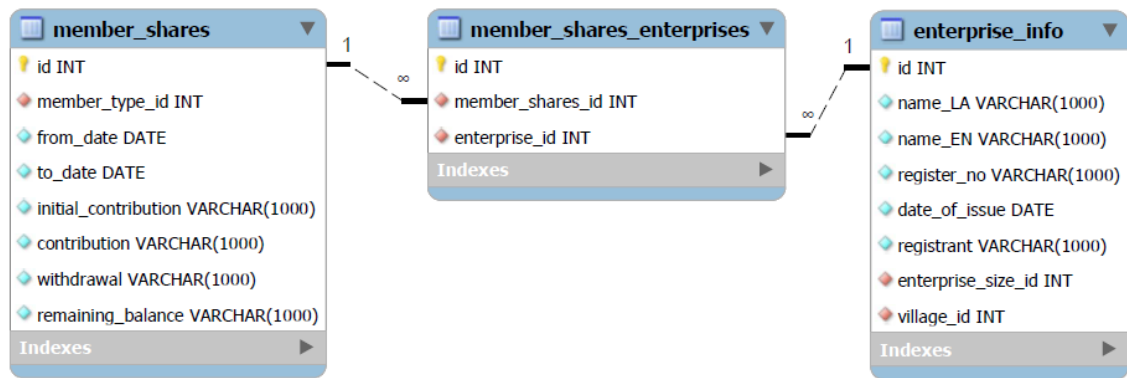 member_shares
id INT
member_type_id INT
from_date DATE
to_date DATE
initial_contribution VARCHAR(1000)
contribution VARCHAR(1000)
withdrawal VARCHAR(1000)
remaining_balance VARCHAR(1000)
Indexes
1
∞
member_shares_enterprises
id INT
member_shares_id INT
enterprise_id INT
Indexes
1
∞
enterprise_info
id INT
name_LA VARCHAR(1000)
name_EN VARCHAR(1000)
register_no VARCHAR(1000)
date_of_issue DATE
registrant VARCHAR(1000)
enterprise_size_id INT
village_id INT
Indexes